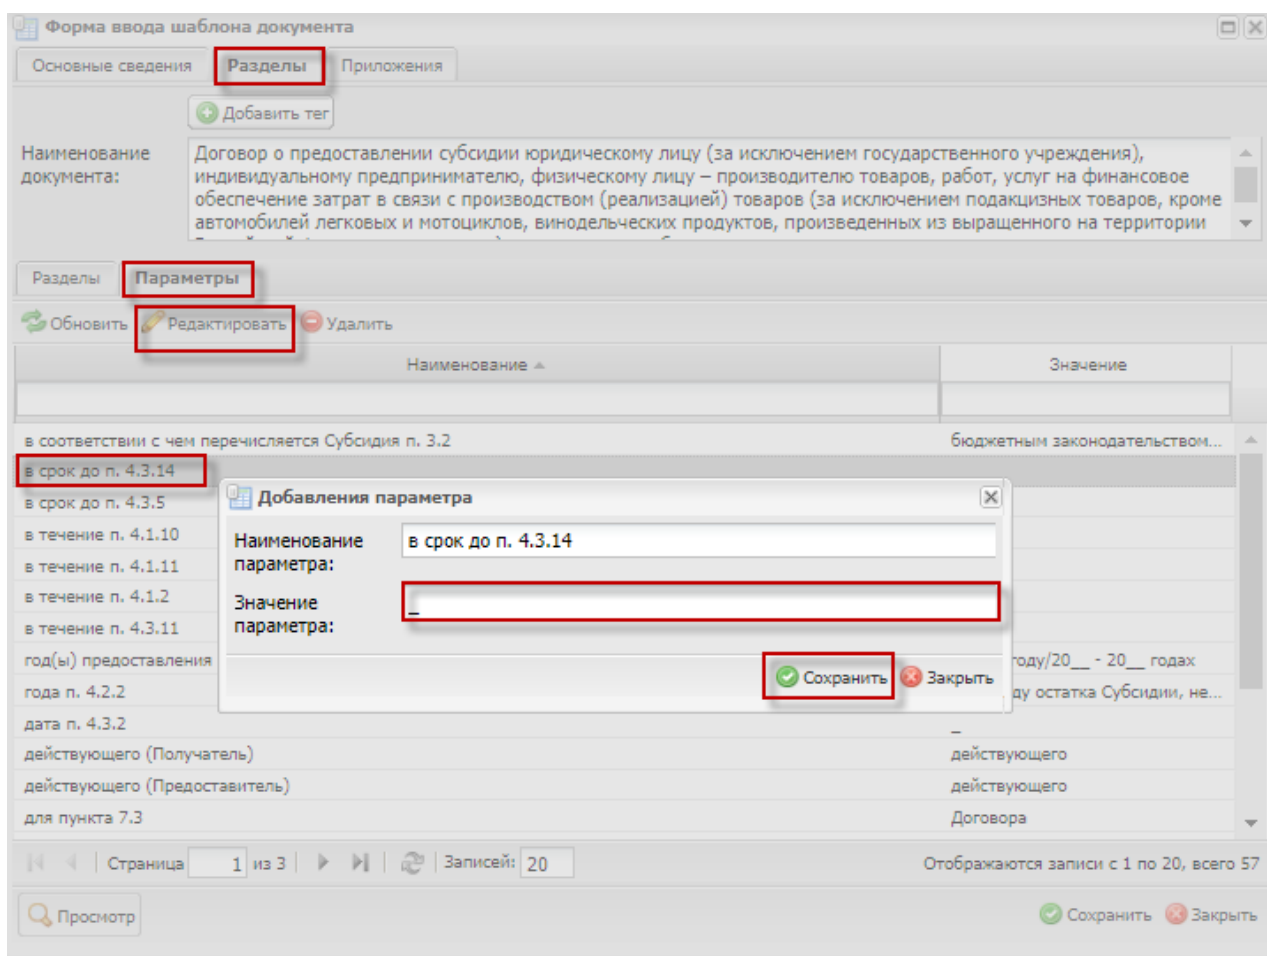 Форма ввода шаблона документа
Основные сведения Разделы Приложения
Добавить тег
Наименование документа:
Договор о предоставлении субсидии юридическому лицу (за исключением государственного учреждения),
индивидуальному предпринимателю, физическому лицу – производителю товаров, работ, услуг на финансовое
обеспечение затрат в связи с производством (реализацией) товаров (за исключением подакцизных товаров, кроме
автомобилей легковых и мотоциклов, винодельческих продуктов, произведенных из выращенного на территории
Разделы Параметры
Обновить Редактировать Удалить
Наименование Значение
в соответствии с чем перечисляется Субсидия п. 3.2 бюджетным законодательством...
в срок до п. 4.3.14
в срок до п. 4.3.5
в течение п. 4.1.10
в течение п. 4.1.11
в течение п. 4.1.2
в течение п. 4.3.11
год(ы) предоставления году/20__ - 20__ годах
года п. 4.2.2 ду остатка Субсидии, не...
дата п. 4.3.2 _
действующего (Получатель) действующего
действующего (Предоставитель) действующего
для пункта 7.3 Договора
Добавления параметра
Наименование параметра: в срок до п. 4.3.14
Значение параметра: _
Сохранить Закрыть
Страница 1 из 3 Записей: 20 Отображаются записи с 1 по 20, всего 57
Просмотр Сохранить Закрыть